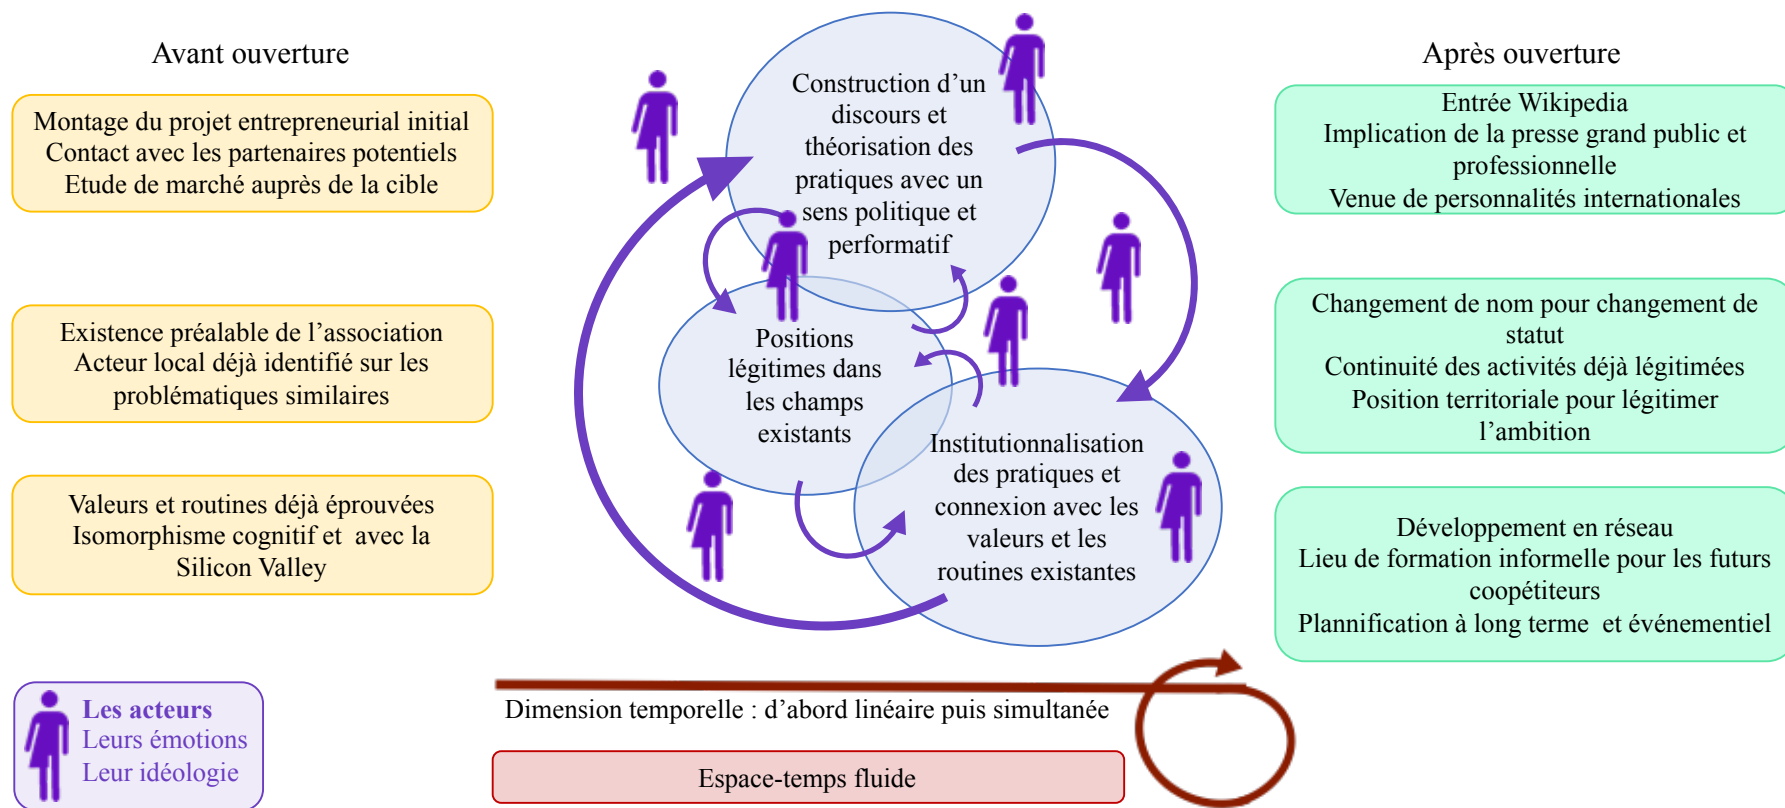 Avant ouverture
Montage du projet entrepreneurial initial
Contact avec les partenaires potentiels
Etude de marché auprès de la cible
Existence préalable de l’association
Acteur local déjà identifié sur les
problématiques similaires
Valeurs et routines déjà éprouvées
Isomorphisme cognitif et  avec la
Silicon Valley
Construction d’un
discours et
théorisation des
pratiques avec un
sens politique et
performatif
Positions
légitimes dans
les champs
existants
Institutionnalisation
des pratiques et
connexion avec les
valeurs et les
routines existantes
Après ouverture
Entrée Wikipedia
Implication de la presse grand public et
professionnelle
Venue de personnalités internationales
Changement de nom pour changement de
statut
Continuité des activités déjà légitimées
Position territoriale pour légitimer
l’ambition
Développement en réseau
Lieu de formation informelle pour les futurs
coopétiteurs
Plannification à long terme  et événementiel
Les acteurs
Leurs émotions
Leur idéologie
Dimension temporelle : d’abord linéaire puis simultanée
Espace-temps fluide